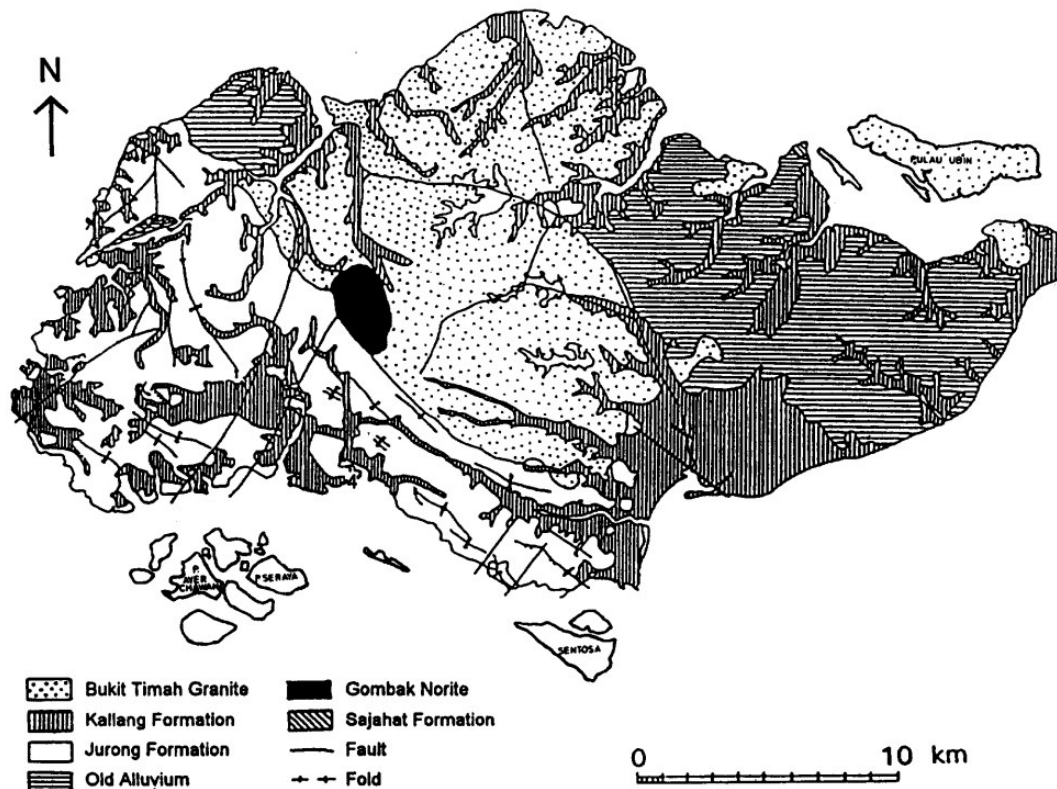 N
PULAU UBIN
P.
AYER
CHAWAN
P.SERAYA
SENTOSA
Bukit Timah Granite
Kallang Formation
Jurong Formation
Old Alluvium
Gombak Norite
Sajahat Formation
Fault
Fold
0 10 km